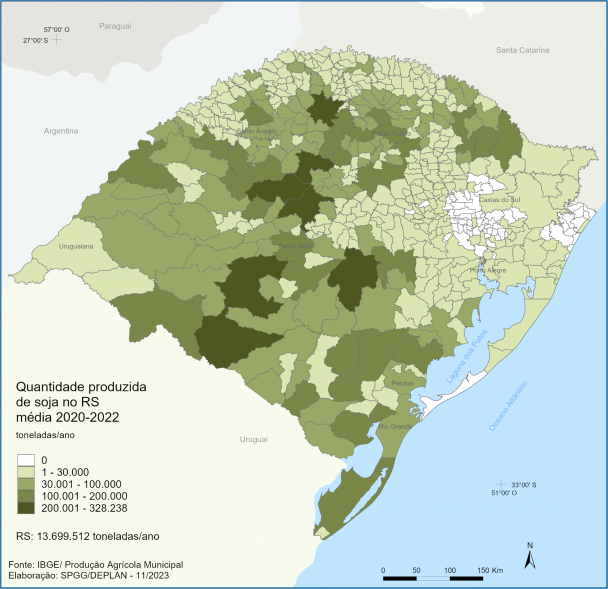 57°00' O
27°00' S
Paraguai
Santa Catarina
Argentina
Santo Ângelo
Passo Fundo
Caxias do Sul
Uruguaiana
Santa Maria
Porto Alegre
Laguna dos Patos
Pelotas
Rio Grande
Oceano Atlântico
Uruguai
33°00' S
51°00' O
Quantidade produzida
de soja no RS
média 2020-2022
toneladas/ano
0
1 - 30.000
30.001 - 100.000
100.001 - 200.000
200.001 - 328.238
RS: 13.699.512 toneladas/ano
Fonte: IBGE/ Produção Agrícola Municipal
Elaboração: SPGG/DEPLAN - 11/2023
N
0 50 100 150 Km